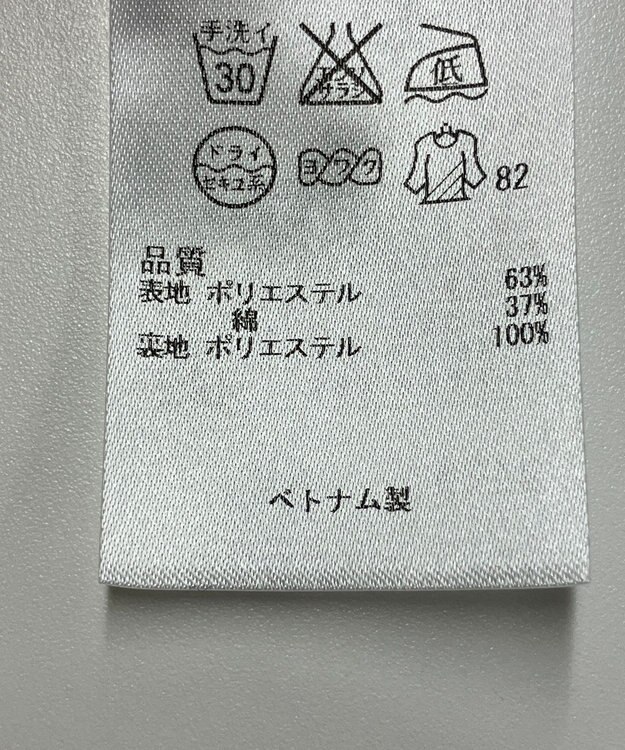 手洗イ
30
エンソ
サラシ
低
ドライ
セキユ系
ヨワク
82
品質
表地 ポリエステル 63%
綿 37%
裏地 ポリエステル 100%
ベトナム製